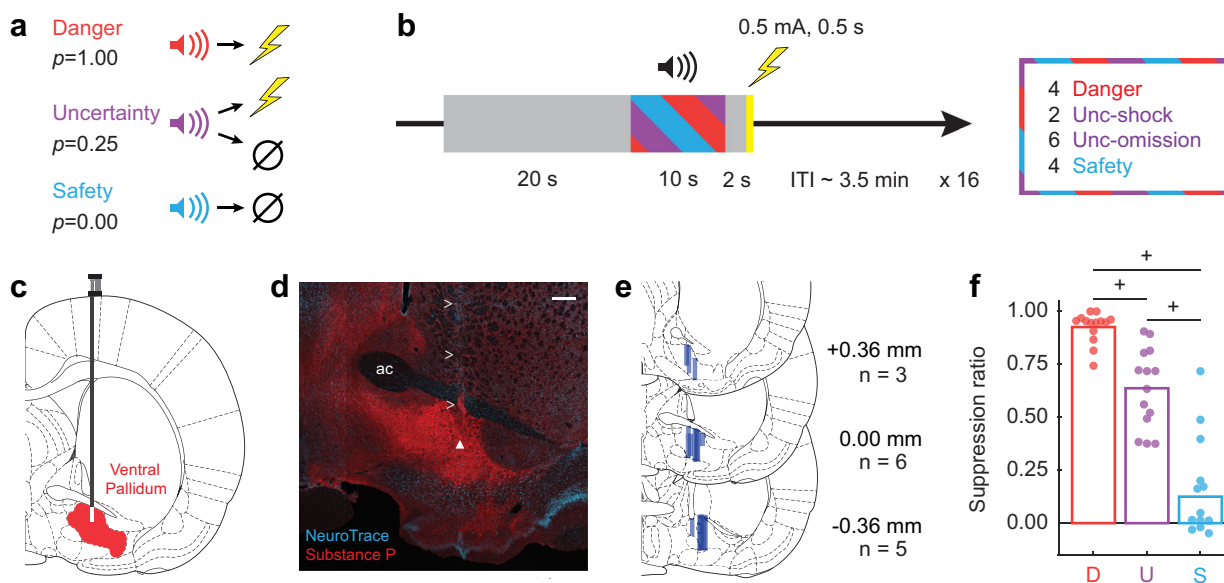 a
Danger
p=1.00
Uncertainty
p=0.25
Safety
p=0.00
b
0.5 mA, 0.5 s
20 s
10 s
2 s
ITI ~ 3.5 min
x 16
4 Danger
2 Unc-shock
6 Unc-omission
4 Safety
c
Ventral
Pallidum
d
ac
NeuroTrace
Substance P
e
+0.36 mm
n = 3
0.00 mm
n = 6
-0.36 mm
n = 5
f
+
+
+
Suppression ratio
1.00
0.75
0.50
0.25
0.00
D
U
S